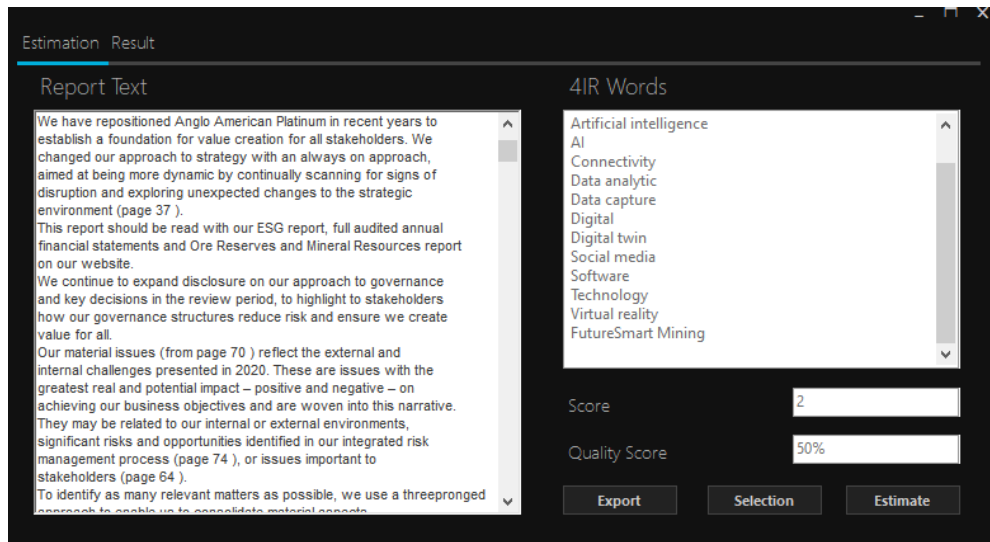 Estimation Result
Report Text
We have repositioned Anglo American Platinum in recent years to
establish a foundation for value creation for all stakeholders. We
changed our approach to strategy with an always on approach,
aimed at being more dynamic by continually scanning for signs of
disruption and exploring unexpected changes to the strategic
environment (page 37 ).
This report should be read with our ESG report, full audited annual
financial statements and Ore Reserves and Mineral Resources report
on our website.
We continue to expand disclosure on our approach to governance
and key decisions in the review period, to highlight to stakeholders
how our governance structures reduce risk and ensure we create
value for all.
Our material issues (from page 70 ) reflect the external and
internal challenges presented in 2020. These are issues with the
greatest real and potential impact – positive and negative – on
achieving our business objectives and are woven into this narrative.
They may be related to our internal or external environments,
significant risks and opportunities identified in our integrated risk
management process (page 74 ), or issues important to
stakeholders (page 64 ).
To identify as many relevant matters as possible, we use a threepronged
approach to enable us to consolidate material aspects
4IR Words
Artificial intelligence
AI
Connectivity
Data analytic
Data capture
Digital
Digital twin
Social media
Software
Technology
Virtual reality
FutureSmart Mining
Score 2
Quality Score 50%
Export Selection Estimate